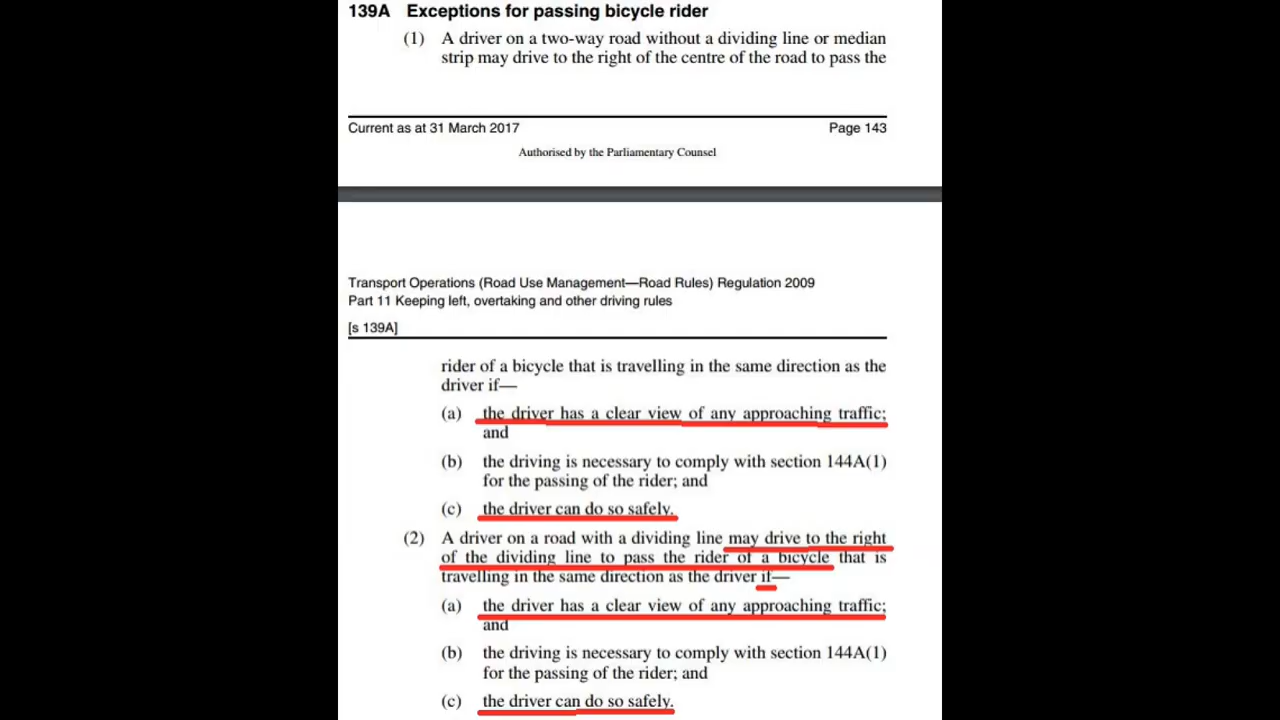 139A Exceptions for passing bicycle rider
(1) A driver on a two-way road without a dividing line or median
strip may drive to the right of the centre of the road to pass the
Current as at 31 March 2017 Page 143
Authorised by the Parliamentary Counsel
Transport Operations (Road Use Management—Road Rules) Regulation 2009
Part 11 Keeping left, overtaking and other driving rules
[s 139A]
rider of a bicycle that is travelling in the same direction as the
driver if—
(a) the driver has a clear view of any approaching traffic;
and
(b) the driving is necessary to comply with section 144A(1)
for the passing of the rider; and
(c) the driver can do so safely.
(2) A driver on a road with a dividing line may drive to the right
of the dividing line to pass the rider of a bicycle that is
travelling in the same direction as the driver if—
(a) the driver has a clear view of any approaching traffic;
and
(b) the driving is necessary to comply with section 144A(1)
for the passing of the rider; and
(c) the driver can do so safely.